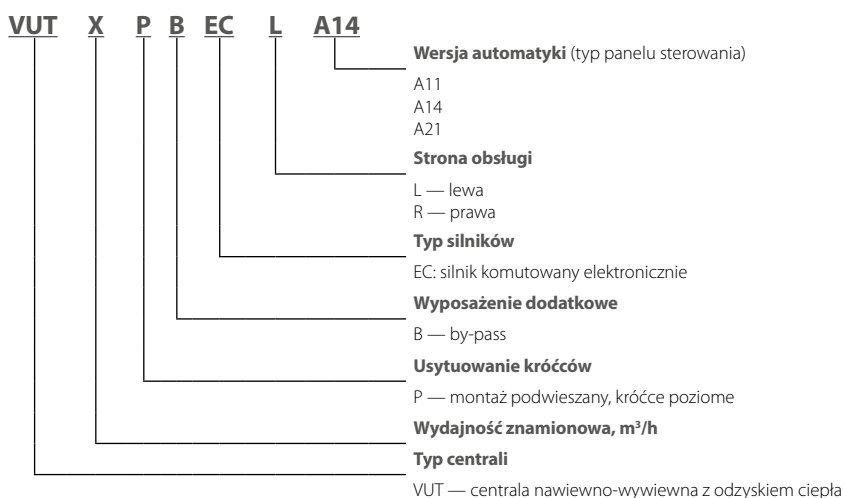 VUT X P B EC L A14
Wersja automatyki (typ panelu sterowania)
A11
A14
A21
Strona obsługi
L — lewa
R — prawa
Typ silników
EC: silnik komutowany elektronicznie
Wyposażenie dodatkowe
B — by-pass
Usytuowanie króćców
P — montaż podwieszany, króćce poziome
Wydajność znamionowa, m³/h
Typ centrali
VUT — centrala nawiewno-wywiewna z odzyskiem ciepła